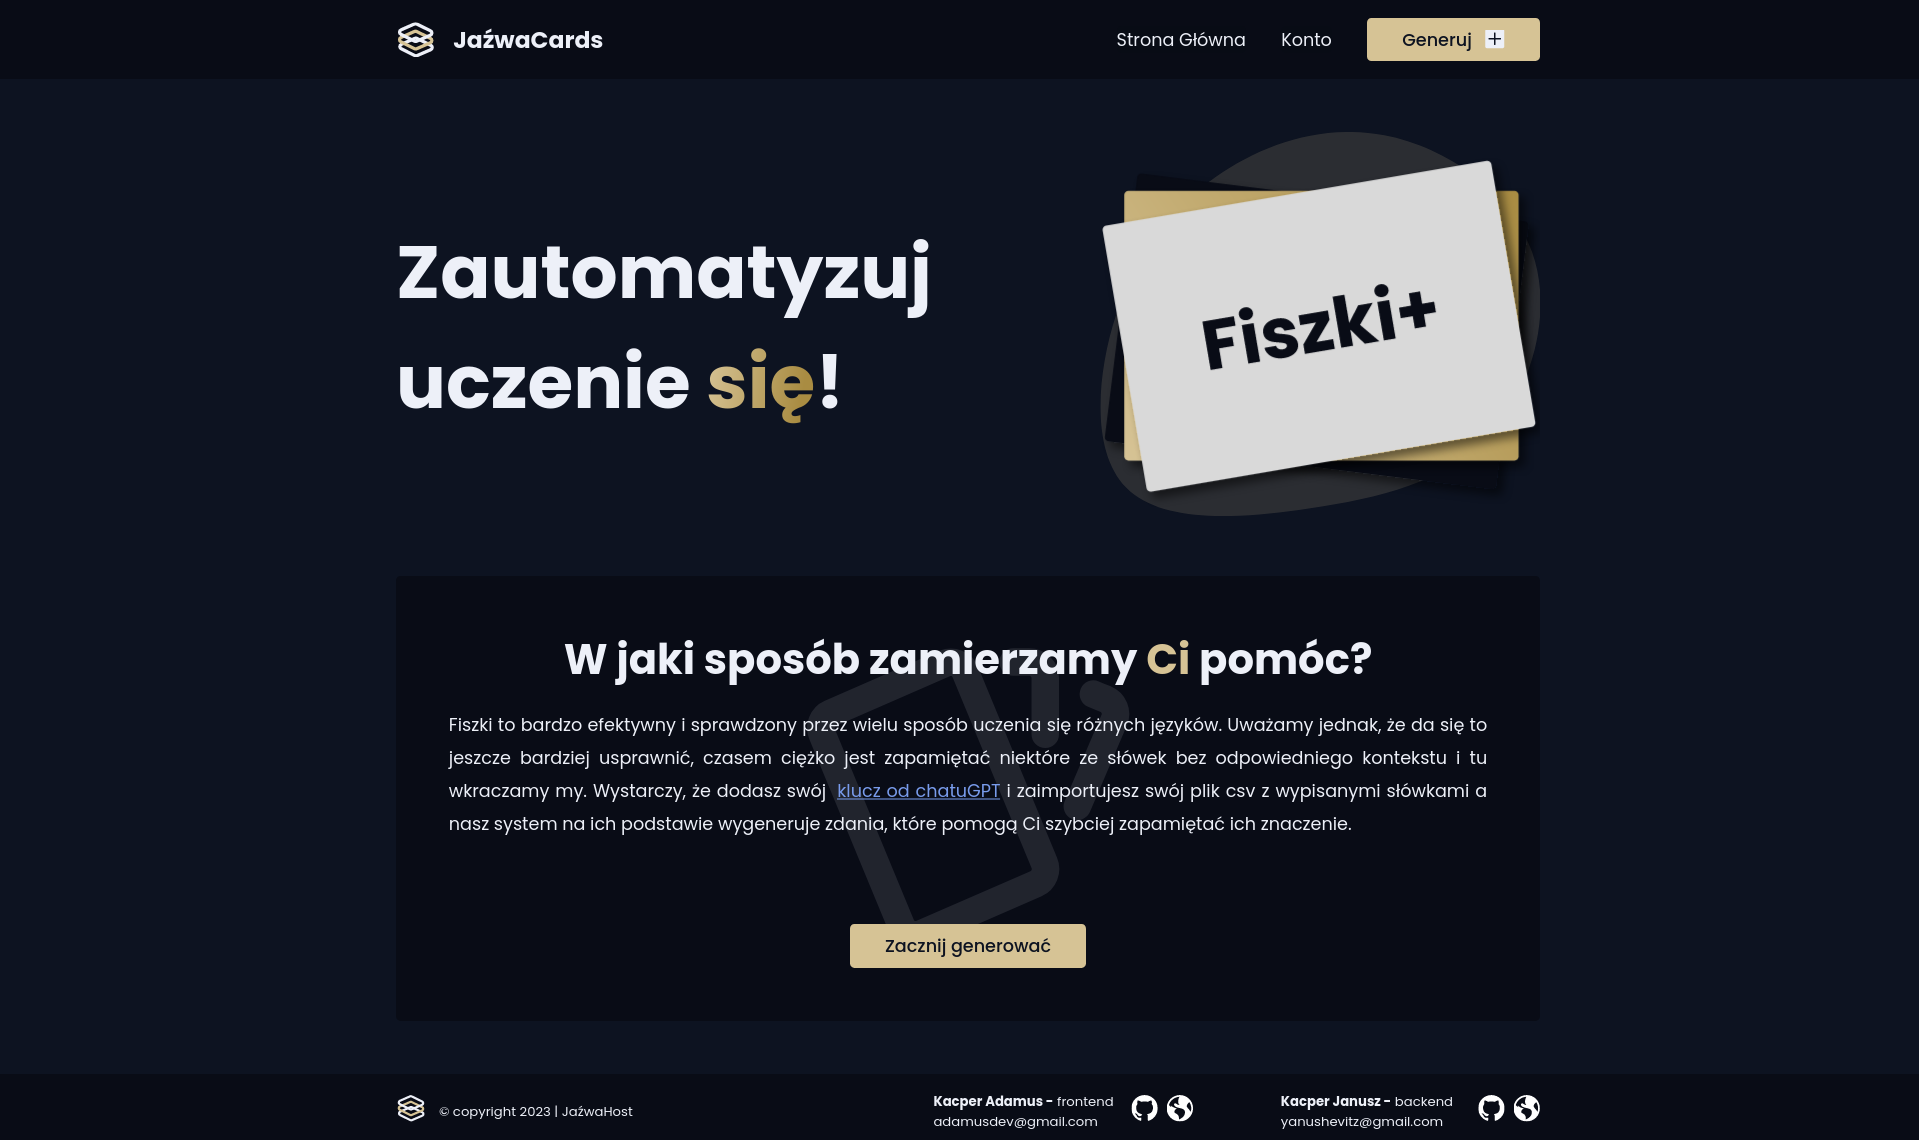 JaźwaCards
Strona Główna
Konto
Generuj
Zautomatyzuj
uczenie się!
Fiszki+
W jaki sposób zamierzamy Ci pomóc?
Fiszki to bardzo efektywny i sprawdzony przez wielu sposób uczenia się różnych języków. Uważamy jednak, że da się to
jeszcze bardziej usprawnić, czasem ciężko jest zapamiętać niektóre ze słówek bez odpowiedniego kontekstu i tu
wkraczamy my. Wystarczy, że dodasz swój klucz od chatuGPT i zaimportujesz swój plik csv z wypisanymi słówkami a
nasz system na ich podstawie wygeneruje zdania, które pomogą Ci szybciej zapamiętać ich znaczenie.
Zacznij generować
© copyright 2023 | JaźwaHost
Kacper Adamus - frontend
adamusdev@gmail.com
Kacper Janusz - backend
yanushevitz@gmail.com